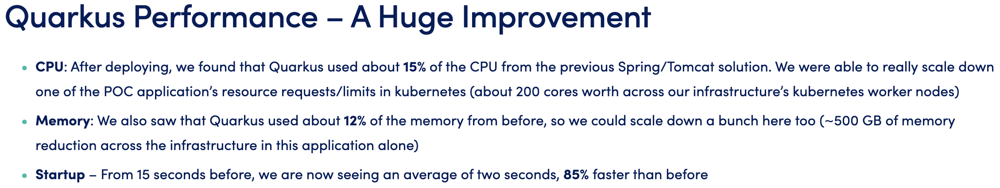 Quarkus Performance – A Huge Improvement
• CPU: After deploying, we found that Quarkus used about 15% of the CPU from the previous Spring/Tomcat solution. We were able to really scale down
one of the POC application’s resource requests/limits in kubernetes (about 200 cores worth across our infrastructure’s kubernetes worker nodes)
• Memory: We also saw that Quarkus used about 12% of the memory from before, so we could scale down a bunch here too (~500 GB of memory
reduction across the infrastructure in this application alone)
• Startup – From 15 seconds before, we are now seeing an average of two seconds, 85% faster than before